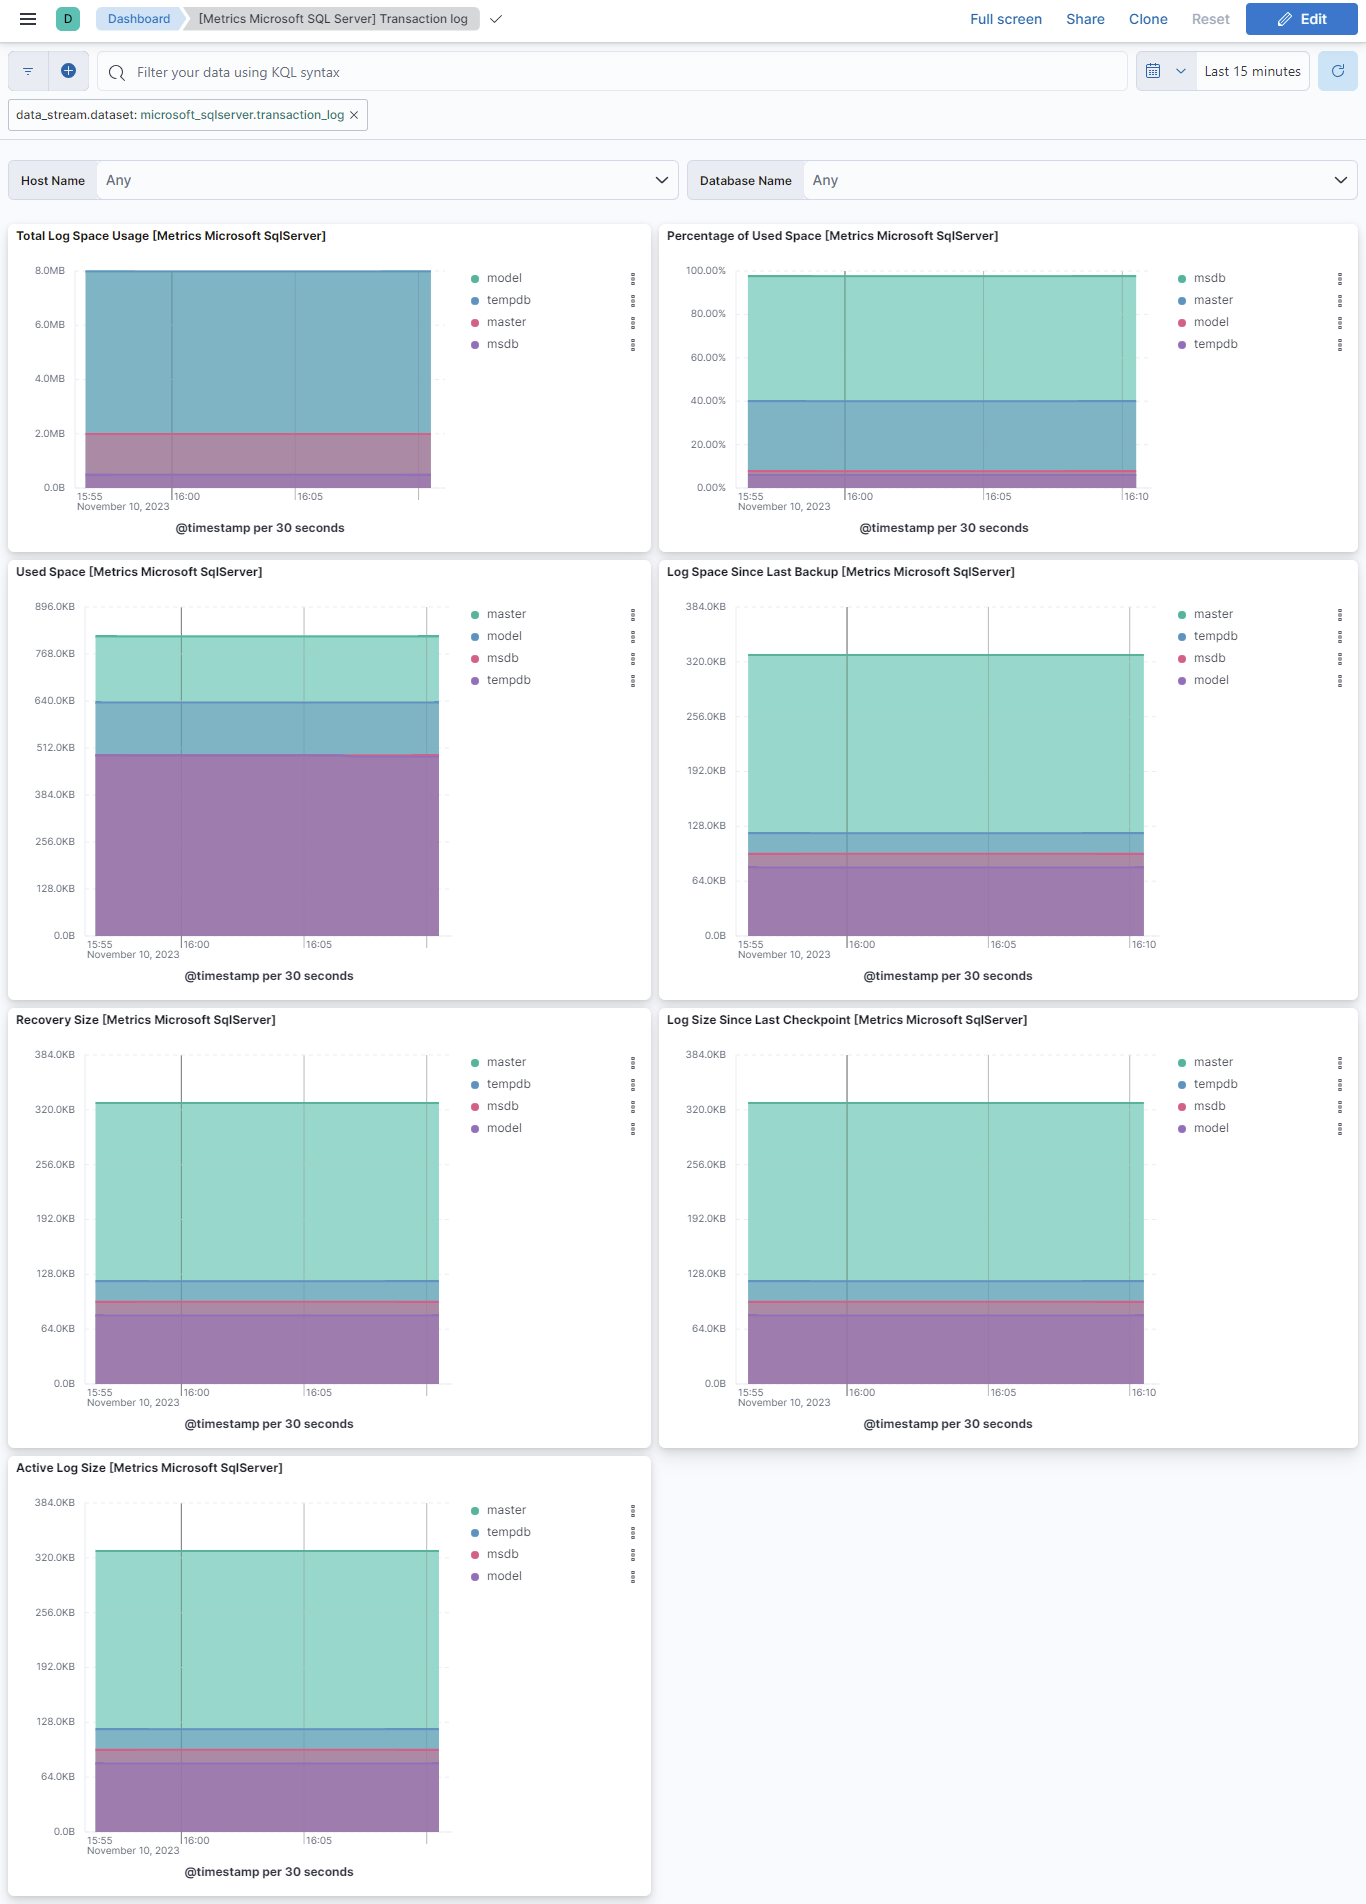 D Dashboard [Metrics Microsoft SQL Server] Transaction log Full screen Share Clone Reset Edit
Filter your data using KQL syntax Last 15 minutes
data_stream.dataset: microsoft_sqlserver.transaction_log ×
Host Name Any Database Name Any
Total Log Space Usage [Metrics Microsoft SqlServer]
8.0MB
6.0MB
4.0MB
2.0MB
0.0B
15:55 16:00 16:05
November 10, 2023
@timestamp per 30 seconds
model
tempdb
master
msdb
Percentage of Used Space [Metrics Microsoft SqlServer]
100.00%
80.00%
60.00%
40.00%
20.00%
0.00%
15:55 16:00 16:05 16:10
November 10, 2023
@timestamp per 30 seconds
msdb
master
model
tempdb
Used Space [Metrics Microsoft SqlServer]
896.0KB
768.0KB
640.0KB
512.0KB
384.0KB
256.0KB
128.0KB
0.0B
15:55 16:00 16:05
November 10, 2023
@timestamp per 30 seconds
master
model
msdb
tempdb
Log Space Since Last Backup [Metrics Microsoft SqlServer]
384.0KB
320.0KB
256.0KB
192.0KB
128.0KB
64.0KB
0.0B
15:55 16:00 16:05 16:10
November 10, 2023
@timestamp per 30 seconds
master
tempdb
msdb
model
Recovery Size [Metrics Microsoft SqlServer]
384.0KB
320.0KB
256.0KB
192.0KB
128.0KB
64.0KB
0.0B
15:55 16:00 16:05
November 10, 2023
@timestamp per 30 seconds
master
tempdb
msdb
model
Log Size Since Last Checkpoint [Metrics Microsoft SqlServer]
384.0KB
320.0KB
256.0KB
192.0KB
128.0KB
64.0KB
0.0B
15:55 16:00 16:05 16:10
November 10, 2023
@timestamp per 30 seconds
master
tempdb
msdb
model
Active Log Size [Metrics Microsoft SqlServer]
384.0KB
320.0KB
256.0KB
192.0KB
128.0KB
64.0KB
0.0B
15:55 16:00 16:05
November 10, 2023
@timestamp per 30 seconds
master
tempdb
msdb
model